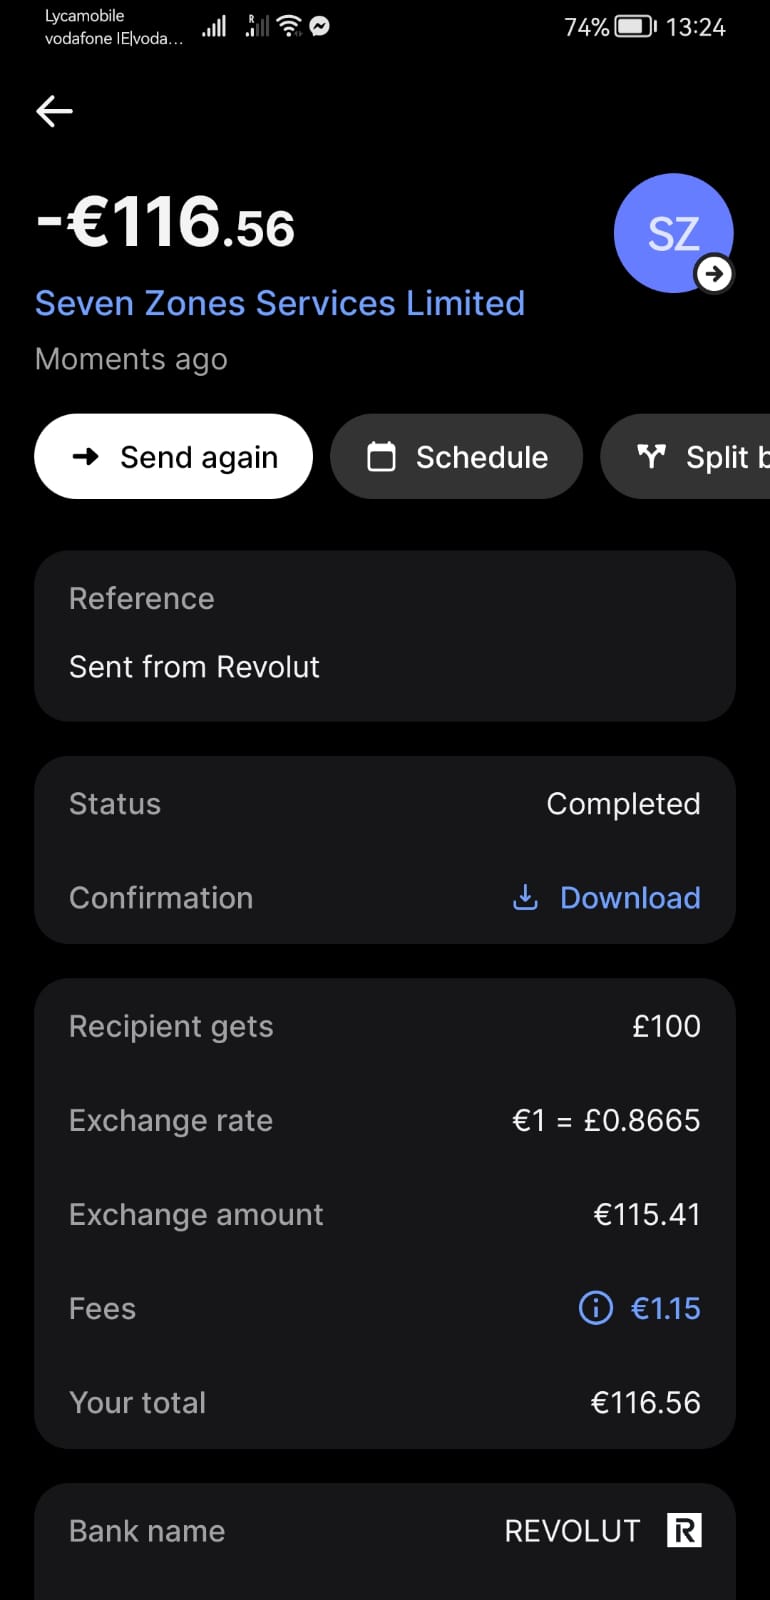 Lycamobile
vodafone IE|voda...
R
74% 13:24
-€116.56
SZ
Seven Zones Services Limited
Moments ago
Send again
Schedule
Split b
Reference
Sent from Revolut
Status
Completed
Confirmation
Download
Recipient gets
£100
Exchange rate
€1 = £0.8665
Exchange amount
€115.41
Fees
€1.15
Your total
€116.56
Bank name
REVOLUT R